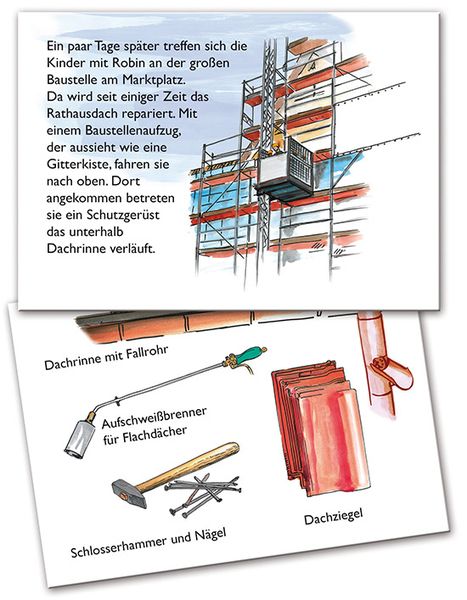 Ein paar Tage später treffen sich die
Kinder mit Robin an der großen
Baustelle am Marktplatz.
Da wird seit einiger Zeit das
Rathausdach repariert. Mit
einem Baustellenaufzug,
der aussieht wie eine
Gitterkiste, fahren sie
nach oben. Dort
angekommen betreten
sie ein Schutzgerüst
das unterhalb
Dachrinne verläuft.
Dachrinne mit Fallrohr
Aufschweißbrenner
für Flachdächer
Schlosserhammer und Nägel
Dachziegel